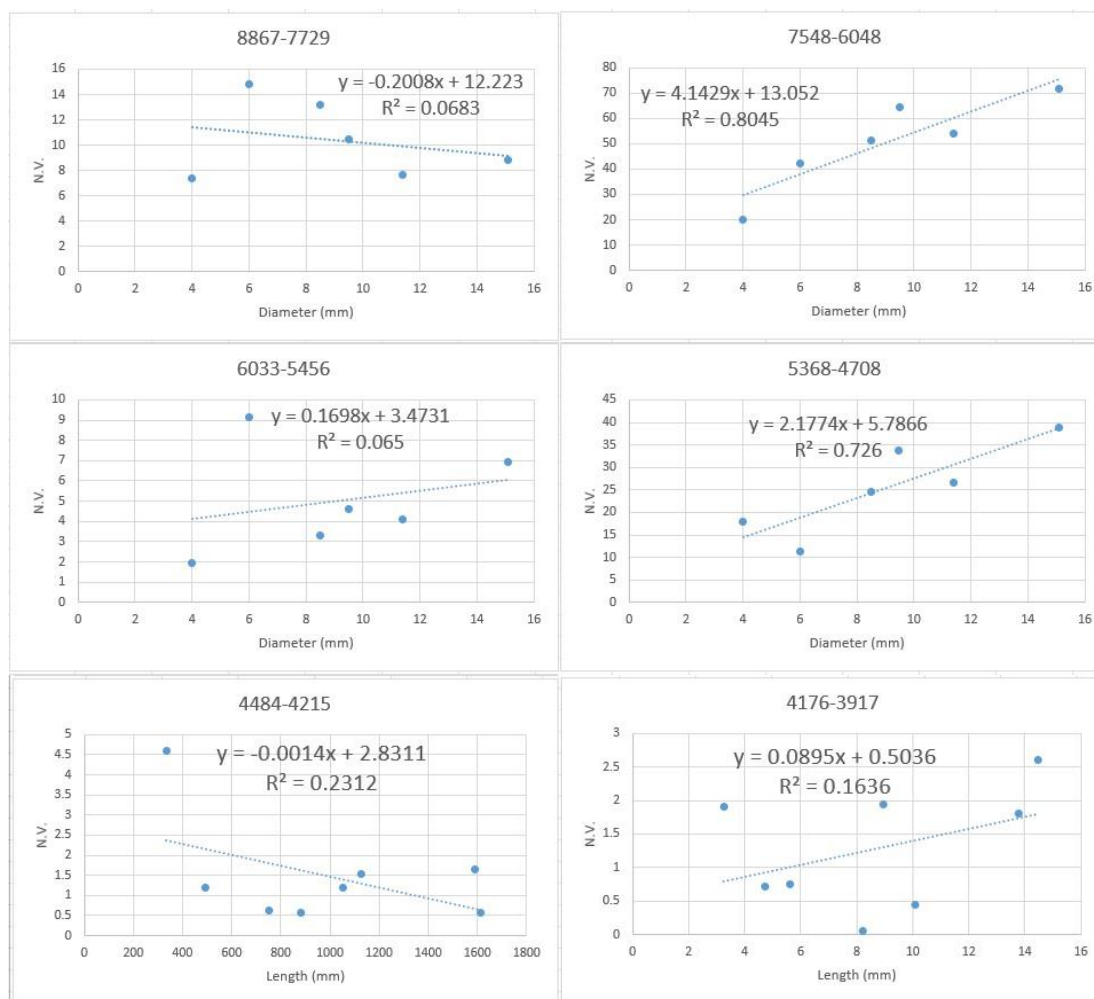 8867-7729
16
14
12
10
8
6
4
2
0
N.V.
y = -0.2008x + 12.223
R² = 0.0683
0 2 4 6 8 10 12 14 16
Diameter (mm)
7548-6048
80
70
60
50
40
30
20
10
0
N.V.
y = 4.1429x + 13.052
R² = 0.8045
0 2 4 6 8 10 12 14 16
Diameter (mm)
6033-5456
10
9
8
7
6
5
4
3
2
1
0
N.V.
y = 0.1698x + 3.4731
R² = 0.065
0 2 4 6 8 10 12 14 16
Diameter (mm)
5368-4708
45
40
35
30
25
20
15
10
5
0
N.V.
y = 2.1774x + 5.7866
R² = 0.726
0 2 4 6 8 10 12 14 16
Diameter (mm)
4484-4215
5
4.5
4
3.5
3
2.5
2
1.5
1
0.5
0
N.V.
y = -0.0014x + 2.8311
R² = 0.2312
0 200 400 600 800 1000 1200 1400 1600 1800
Length (mm)
4176-3917
3
2.5
2
1.5
1
0.5
0
N.V.
y = 0.0895x + 0.5036
R² = 0.1636
0 2 4 6 8 10 12 14 16
Length (mm)